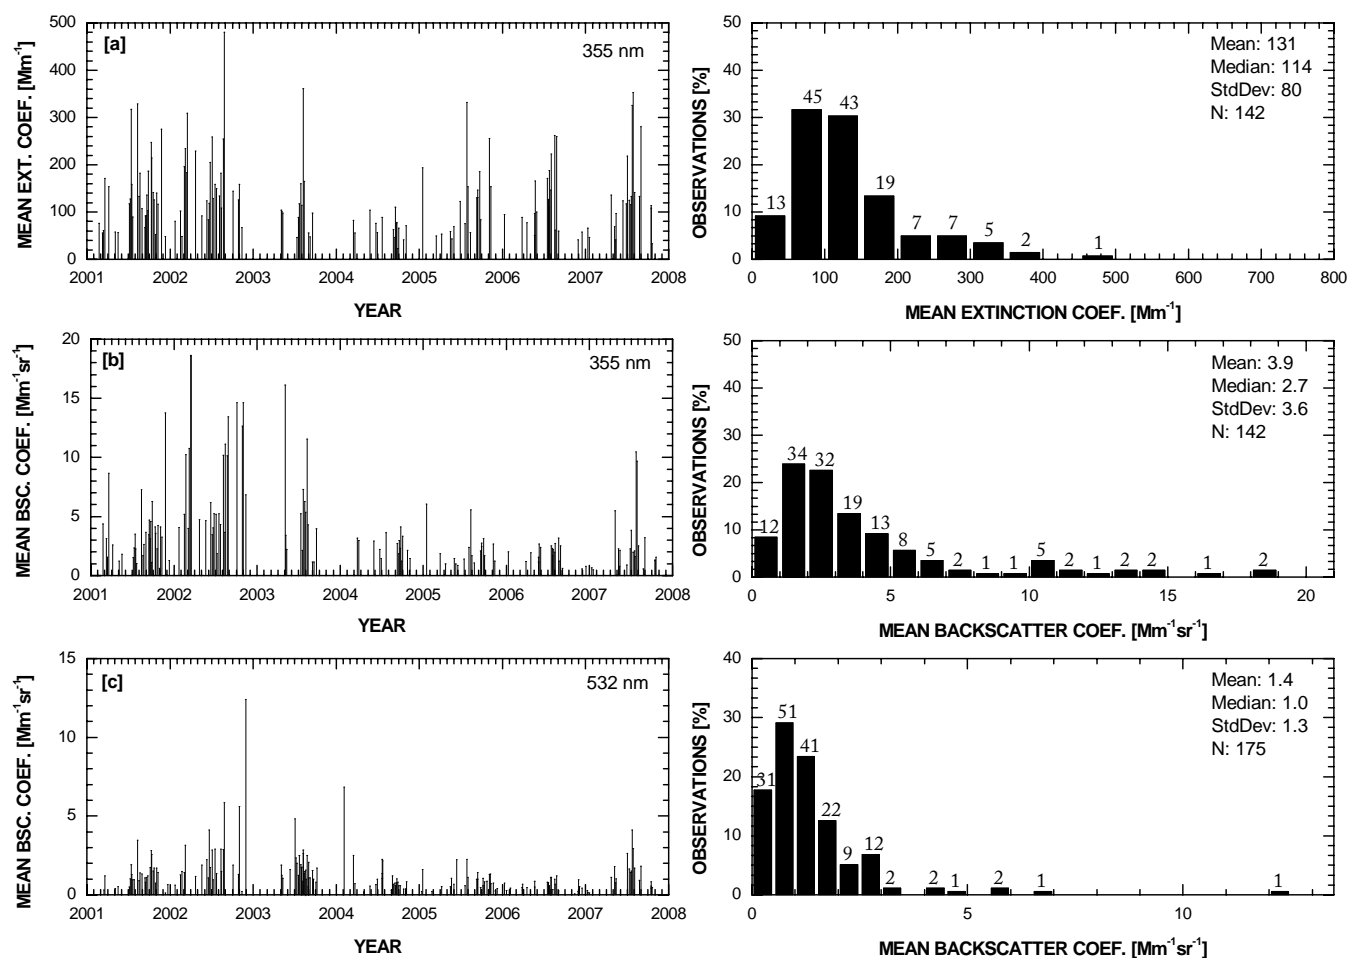 [a]
355 nm
MEAN EXT. COEF. [Mm⁻¹]
500
400
300
200
100
0
2001 2002 2003 2004 2005 2006 2007 2008
YEAR
OBSERVATIONS [%]
50
40
30
20
10
0
Mean: 131
Median: 114
StdDev: 80
N: 142
13 45 43 19 7 7 5 2 1
0 100 200 300 400 500 600 700 800
MEAN EXTINCTION COEF. [Mm⁻¹]
[b]
355 nm
MEAN BSC. COEF. [Mm⁻¹sr⁻¹]
20
15
10
5
0
2001 2002 2003 2004 2005 2006 2007 2008
YEAR
OBSERVATIONS [%]
50
40
30
20
10
0
Mean: 3.9
Median: 2.7
StdDev: 3.6
N: 142
12 34 32 19 13 8 5 2 1 1 5 2 1 2 2 1 2
0 5 10 15 20
MEAN BACKSCATTER COEF. [Mm⁻¹sr⁻¹]
[c]
532 nm
MEAN BSC. COEF. [Mm⁻¹sr⁻¹]
15
10
5
0
2001 2002 2003 2004 2005 2006 2007 2008
YEAR
OBSERVATIONS [%]
40
30
20
10
0
Mean: 1.4
Median: 1.0
StdDev: 1.3
N: 175
31 51 41 22 9 12 2 2 1 2 1 1
0 5 10
MEAN BACKSCATTER COEF. [Mm⁻¹sr⁻¹]